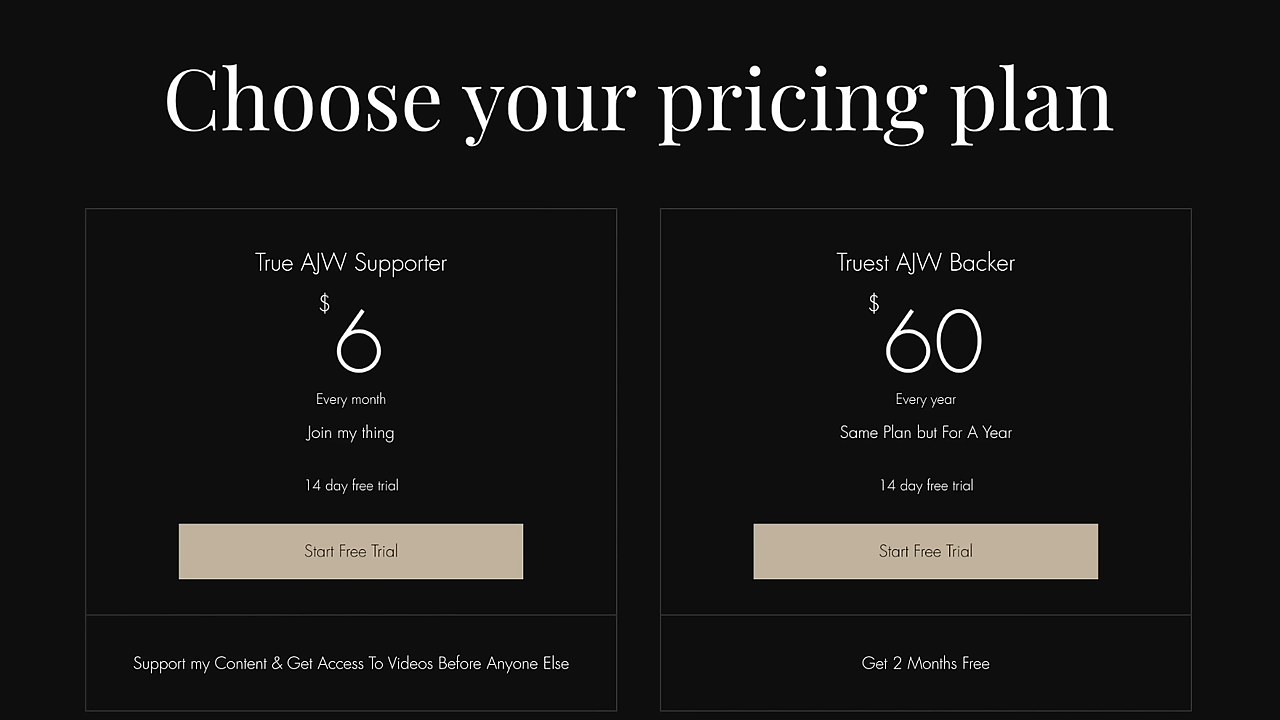 Choose your pricing plan
True AJW Supporter
$
6
Every month
Join my thing
14 day free trial
Start Free Trial
Support my Content & Get Access To Videos Before Anyone Else
Truest AJW Backer
$
60
Every year
Same Plan but For A Year
14 day free trial
Start Free Trial
Get 2 Months Free